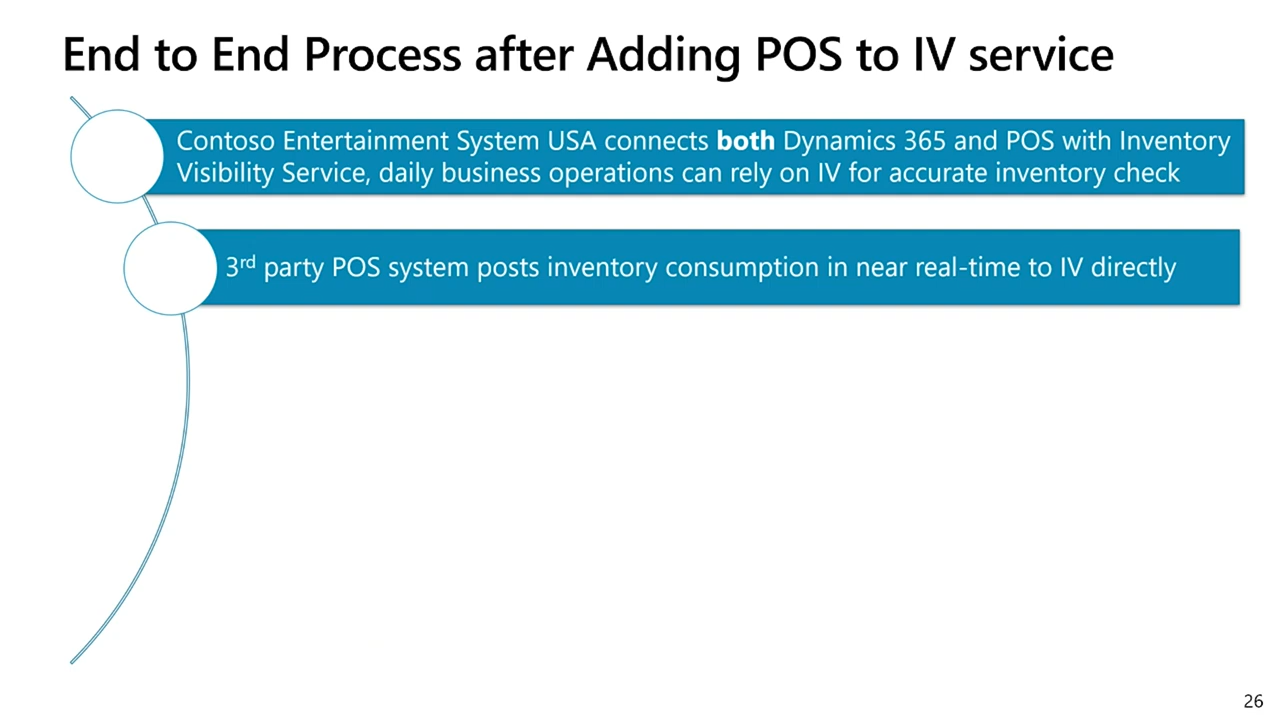 End to End Process after Adding POS to IV service
Contoso Entertainment System USA connects both Dynamics 365 and POS with Inventory
Visibility Service, daily business operations can rely on IV for accurate inventory check
3rd party POS system posts inventory consumption in near real-time to IV directly
26